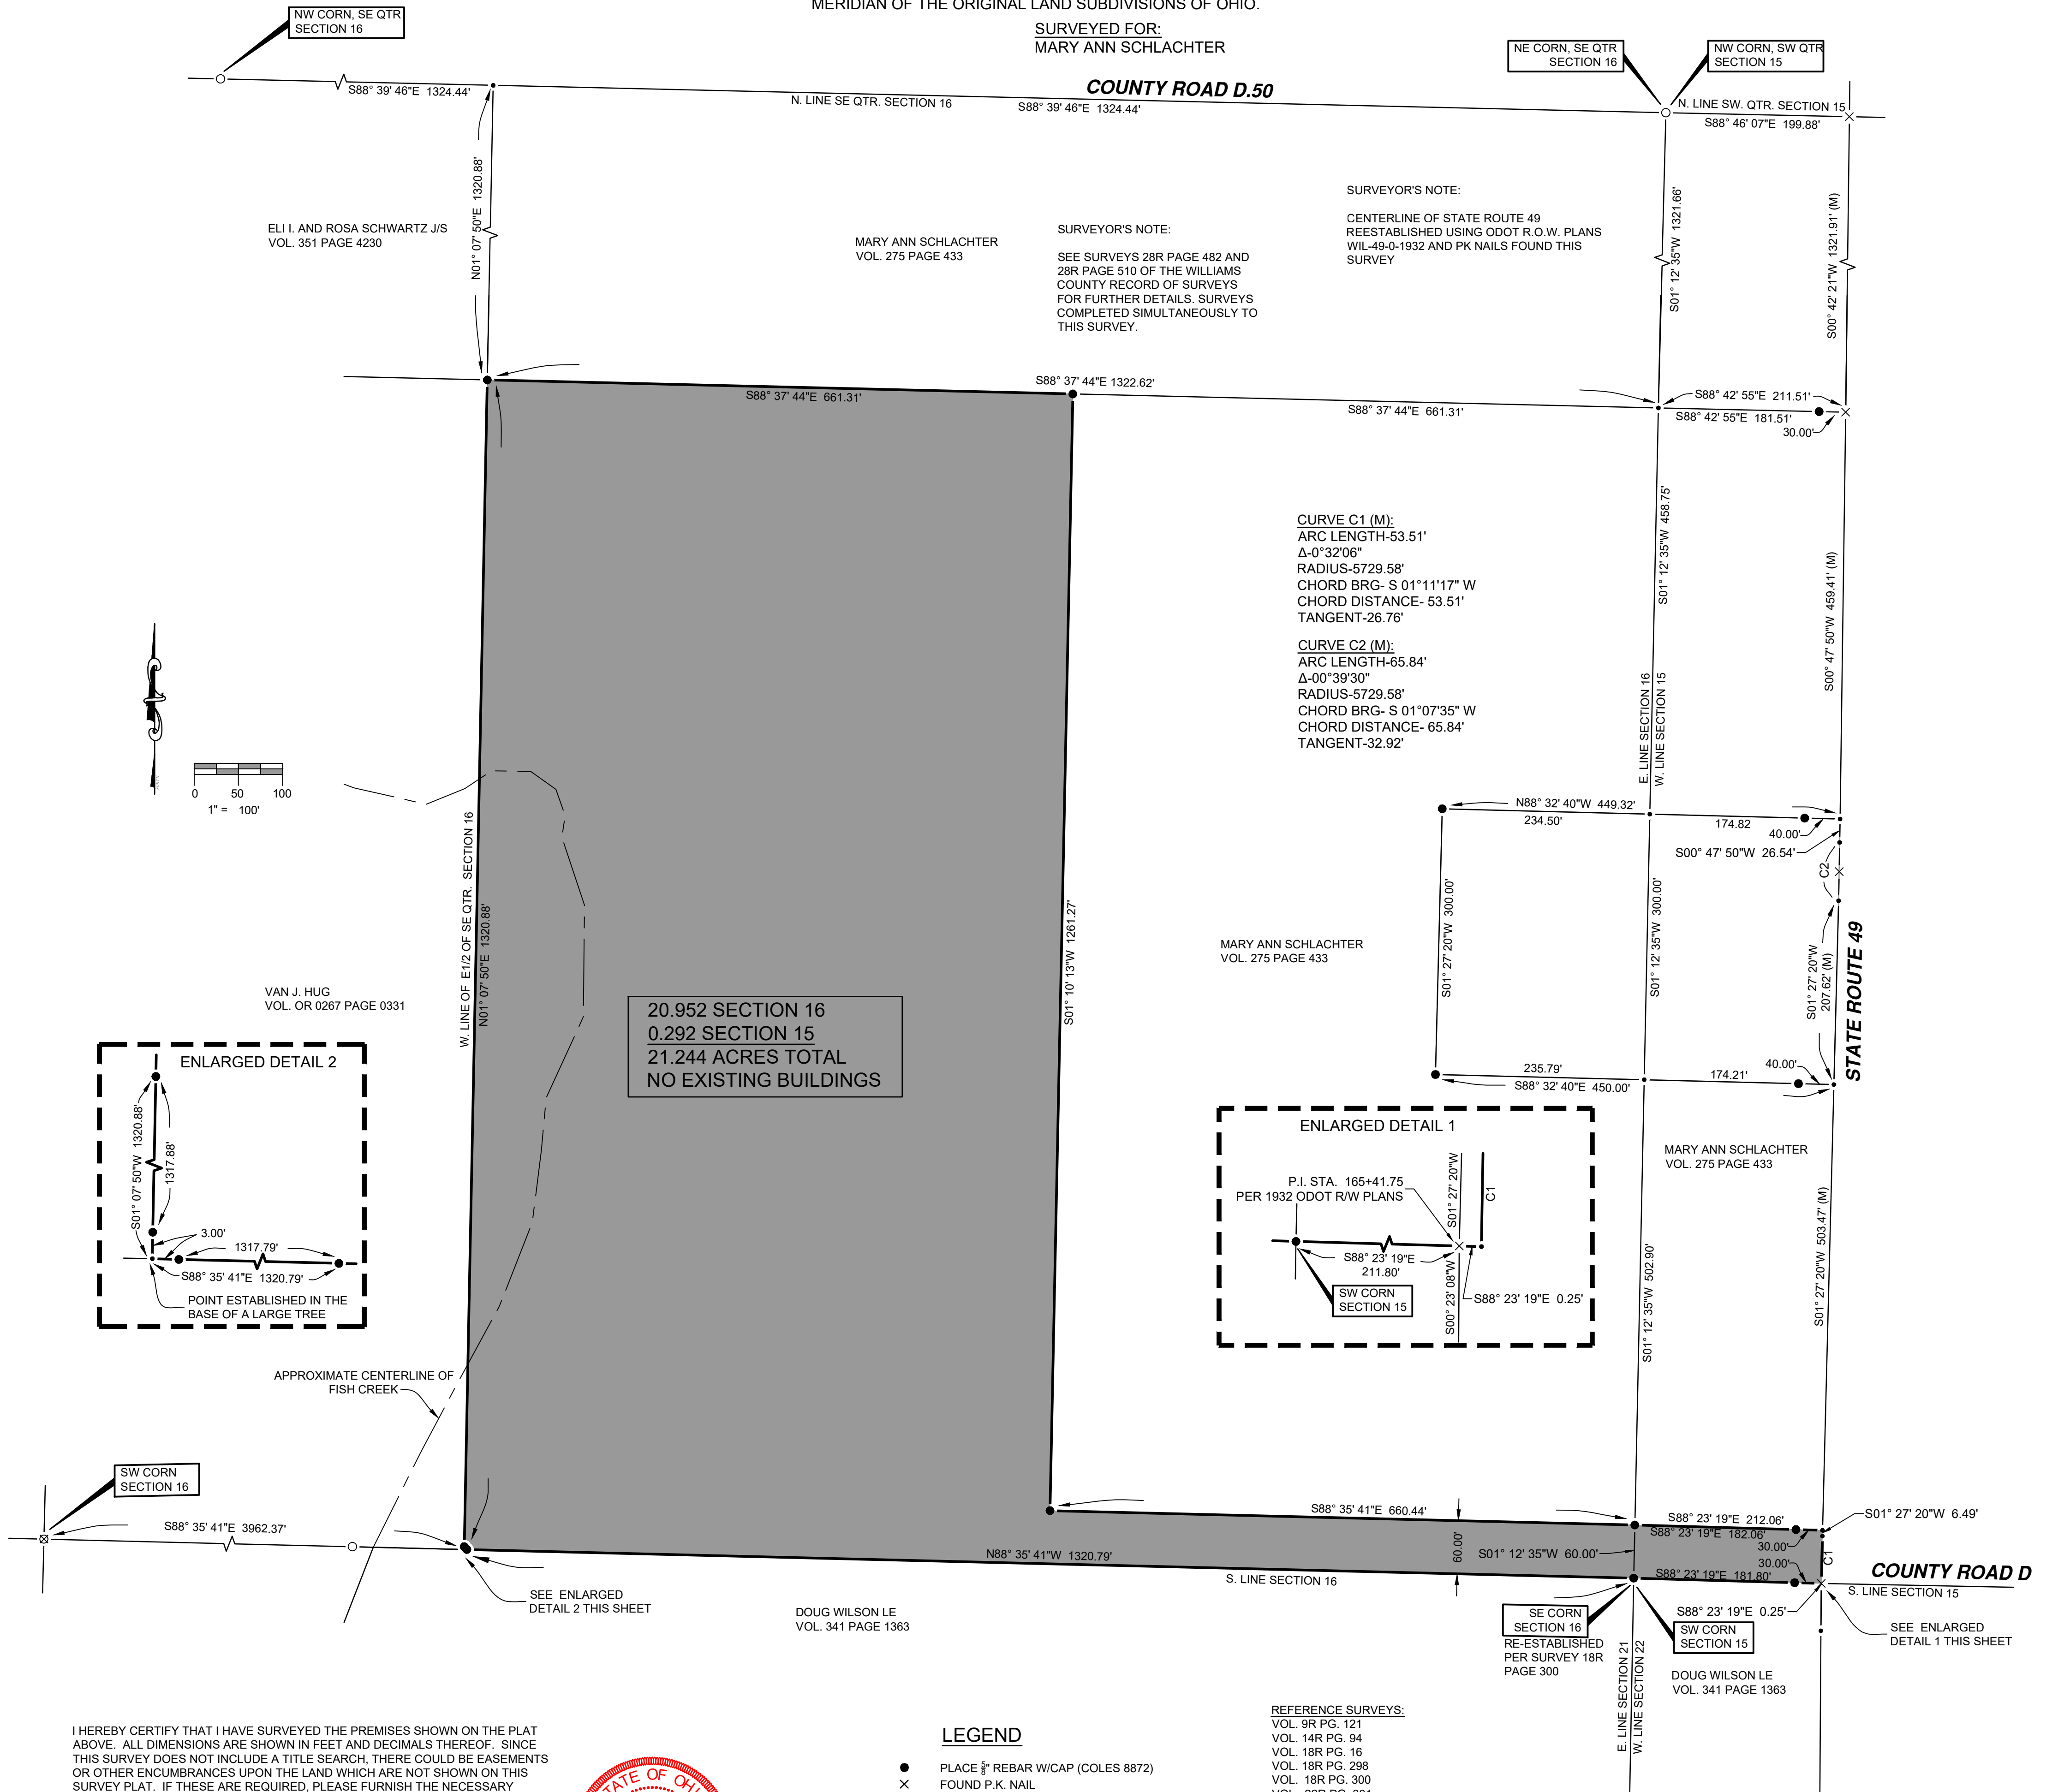 MERIDIAN OF THE ORIGINAL LAND SUBDIVISIONS OF OHIO.
SURVEYED FOR:
MARY ANN SCHLACHTER
NW CORN, SE QTR
SECTION 16
NE CORN, SE QTR
SECTION 16
NW CORN, SW QTR
SECTION 15
S88° 39' 46"E 1324.44'
COUNTY ROAD D.50
N. LINE SE QTR. SECTION 16
S88° 39' 46"E 1324.44'
N. LINE SW. QTR. SECTION 15
S88° 46' 07"E 199.88'
N01° 07' 50"E 1320.88'
ELI I. AND ROSA SCHWARTZ J/S
VOL. 351 PAGE 4230
MARY ANN SCHLACHTER
VOL. 275 PAGE 433
SURVEYOR'S NOTE:
SEE SURVEYS 28R PAGE 482 AND
28R PAGE 510 OF THE WILLIAMS
COUNTY RECORD OF SURVEYS
FOR FURTHER DETAILS. SURVEYS
COMPLETED SIMULTANEOUSLY TO
THIS SURVEY.
SURVEYOR'S NOTE:
CENTERLINE OF STATE ROUTE 49
REESTABLISHED USING ODOT R.O.W. PLANS
WIL-49-0-1932 AND PK NAILS FOUND THIS
SURVEY
S01° 12' 35"W 1321.66'
S00° 42' 21"W 1321.91' (M)
S88° 37' 44"E 1322.62'
S88° 37' 44"E 661.31'
S88° 37' 44"E 661.31'
S88° 42' 55"E 211.51'
S88° 42' 55"E 181.51'
30.00'
CURVE C1 (M):
ARC LENGTH-53.51'
Δ-0°32'06"
RADIUS-5729.58'
CHORD BRG- S 01°11'17" W
CHORD DISTANCE- 53.51'
TANGENT-26.76'
CURVE C2 (M):
ARC LENGTH-65.84'
Δ-00°39'30"
RADIUS-5729.58'
CHORD BRG- S 01°07'35" W
CHORD DISTANCE- 65.84'
TANGENT-32.92'
S01° 12' 35"W 458.75'
S00° 47' 50"W 459.41' (M)
E. LINE SECTION 16
W. LINE SECTION 15
0 50 100
1" = 100'
N88° 32' 40"W 449.32'
234.50'
174.82
40.00'
S00° 47' 50"W 26.54'
C2
W. LINE OF E1/2 OF SE QTR. SECTION 16
N01° 07' 50"E 1320.88'
S01° 10' 13"W 1261.27'
MARY ANN SCHLACHTER
VOL. 275 PAGE 433
S01° 27' 20"W 300.00'
S01° 12' 35"W 300.00'
S01° 27' 20"W
207.62' (M)
STATE ROUTE 49
VAN J. HUG
VOL. OR 0267 PAGE 0331
20.952 SECTION 16
0.292 SECTION 15
21.244 ACRES TOTAL
NO EXISTING BUILDINGS
235.79'
S88° 32' 40"E 450.00'
174.21'
40.00'
ENLARGED DETAIL 2
S01° 07' 50"W 1320.88'
1317.88'
3.00'
1317.79'
S88° 35' 41"E 1320.79'
POINT ESTABLISHED IN THE
BASE OF A LARGE TREE
ENLARGED DETAIL 1
P.I. STA. 165+41.75
PER 1932 ODOT R/W PLANS
S01° 27' 20"W
C1
S88° 23' 19"E
211.80'
SW CORN
SECTION 15
S00° 23' 08"W
S88° 23' 19"E 0.25'
MARY ANN SCHLACHTER
VOL. 275 PAGE 433
S01° 12' 35"W 502.90'
S01° 27' 20"W 503.47' (M)
APPROXIMATE CENTERLINE OF
FISH CREEK
SW CORN
SECTION 16
S88° 35' 41"E 3962.37'
S88° 35' 41"E 660.44'
S88° 23' 19"E 212.06'
S88° 23' 19"E 182.06'
30.00'
S01° 27' 20"W 6.49'
N88° 35' 41"W 1320.79'
60.00'
S01° 12' 35"W 60.00'
30.00'
S88° 23' 19"E 181.80'
C1
COUNTY ROAD D
S. LINE SECTION 16
S. LINE SECTION 15
SEE ENLARGED
DETAIL 2 THIS SHEET
DOUG WILSON LE
VOL. 341 PAGE 1363
SE CORN
SECTION 16
RE-ESTABLISHED
PER SURVEY 18R
PAGE 300
SW CORN
SECTION 15
S88° 23' 19"E 0.25'
SEE ENLARGED
DETAIL 1 THIS SHEET
E. LINE SECTION 21
W. LINE SECTION 22
DOUG WILSON LE
VOL. 341 PAGE 1363
I HEREBY CERTIFY THAT I HAVE SURVEYED THE PREMISES SHOWN ON THE PLAT
ABOVE. ALL DIMENSIONS ARE SHOWN IN FEET AND DECIMALS THEREOF. SINCE
THIS SURVEY DOES NOT INCLUDE A TITLE SEARCH, THERE COULD BE EASEMENTS
OR OTHER ENCUMBRANCES UPON THE LAND WHICH ARE NOT SHOWN ON THIS
SURVEY PLAT. IF THESE ARE REQUIRED, PLEASE FURNISH THE NECESSARY
STATE OF OHI
LEGEND
PLACE ⅝" REBAR W/CAP (COLES 8872)
FOUND P.K. NAIL
REFERENCE SURVEYS:
VOL. 9R PG. 121
VOL. 14R PG. 94
VOL. 18R PG. 16
VOL. 18R PG. 298
VOL. 18R PG. 300